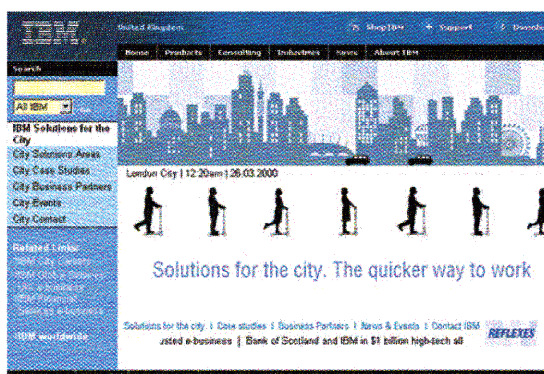 IBM
United Kingdom
Shop IBM Support
Home Products Consulting Industries News About IBM
Search
All IBM
IBM Solutions for the
City
City Solutions Areas
City Case Studies
City Business Partners
City Events
City Contact
London City | 12:20am | 26.03.2000
Related Links:
Solutions for the city. The quicker way to work
IBM worldwide
Solutions for the city | Case studies | Business Partners | News & Events | Contact IBM
usted e-business | Bank of Scotland and IBM in $1 billion high-tech all
REFLEXES